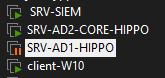 SRV-SIEM
SRV-AD2-CORE-HIPPO
SRV-AD1-HIPPO
client-W10